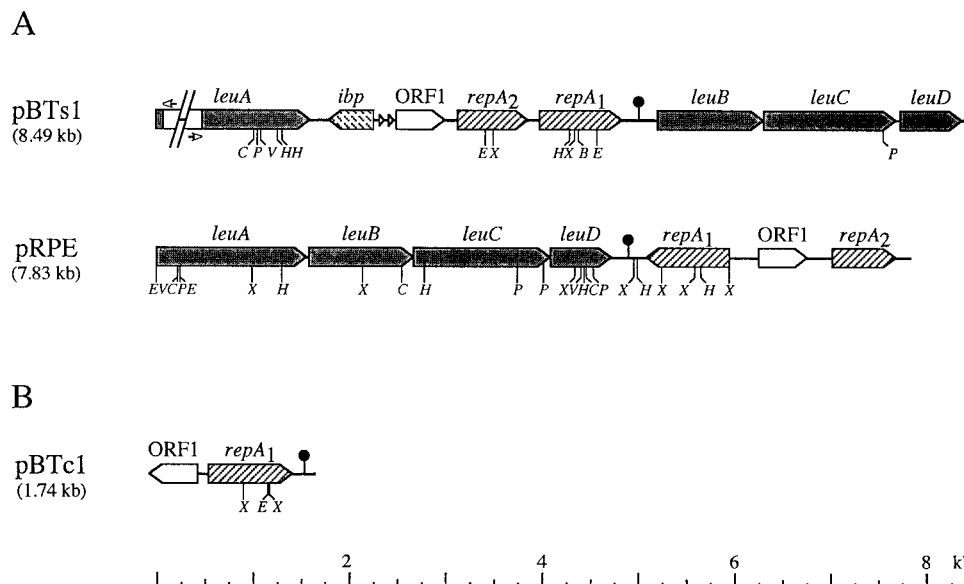 A
pBTs1
(8.49 kb)
leuA ibp ORF1 repA2 repA1 leuB leuC leuD
C P V HH E X HX B E P
pRPE
(7.83 kb)
leuA leuB leuC leuD repA1 ORF1 repA2
EVCPE X H X C H P P XVHCP X H X X H X
B
pBTc1
(1.74 kb)
ORF1 repA1
X E X
2 4 6 8